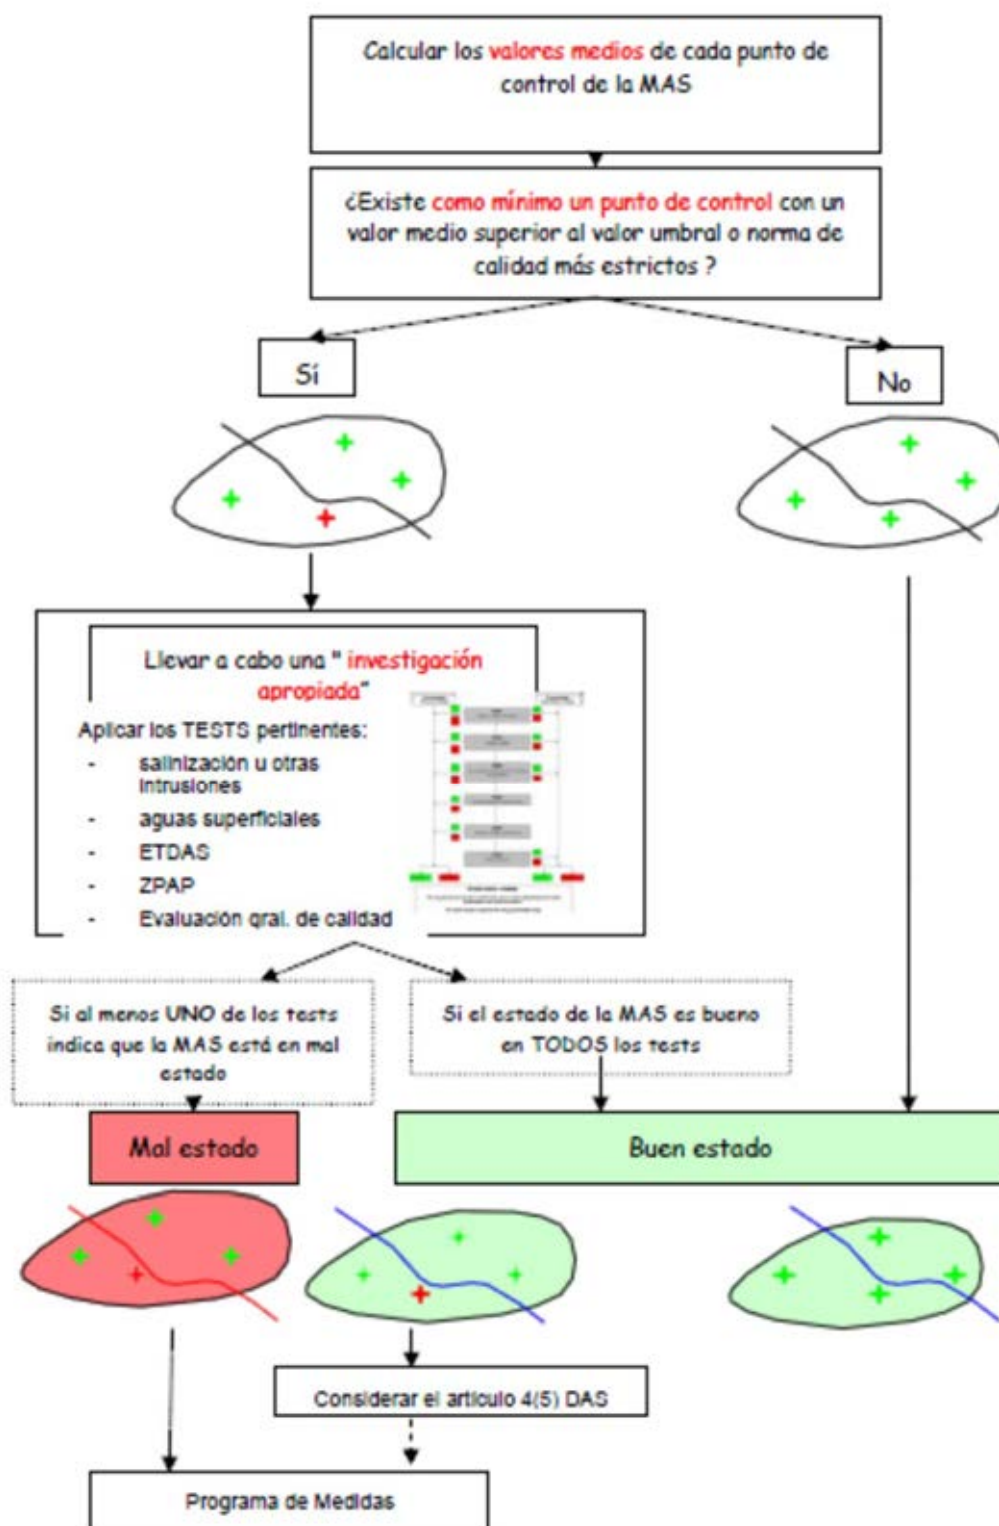 Calcular los valores medios de cada punto de
control de la MAS
¿Existe como mínimo un punto de control con un
valor medio superior al valor umbral o norma de
calidad más estrictos ?
Sí
No
Llevar a cabo una " investigación
apropiada"
Aplicar los TESTS pertinentes:
- salinización u otras
intrusiones
- aguas superficiales
- ETDAS
- ZPAP
- Evaluación gral. de calidad
Si al menos UNO de los tests
indica que la MAS está en mal
estado
Si el estado de la MAS es bueno
en TODOS los tests
Mal estado
Buen estado
Considerar el artículo 4(5) DAS
Programa de Medidas